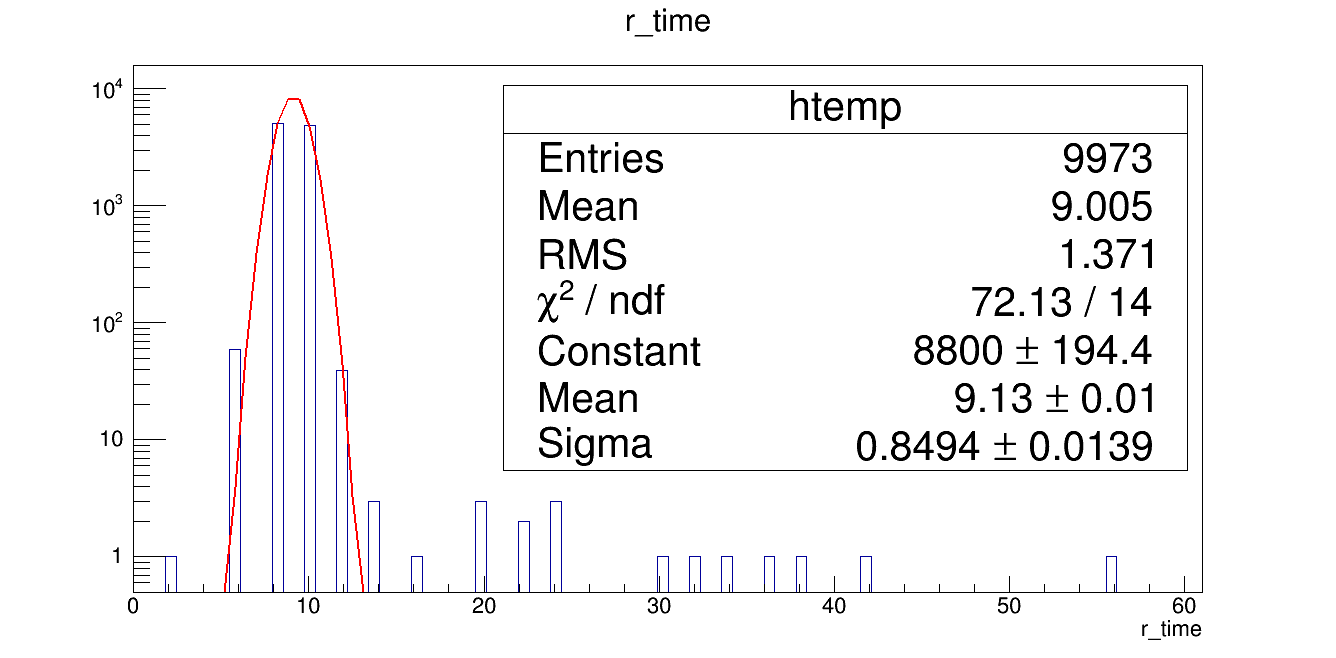 r_time
htemp
Entries 9973
Mean 9.005
RMS 1.371
χ² / ndf 72.13 / 14
Constant 8800 ± 194.4
Mean 9.13 ± 0.01
Sigma 0.8494 ± 0.0139
10⁴
10³
10²
10
1
0 10 20 30 40 50 60
r_time